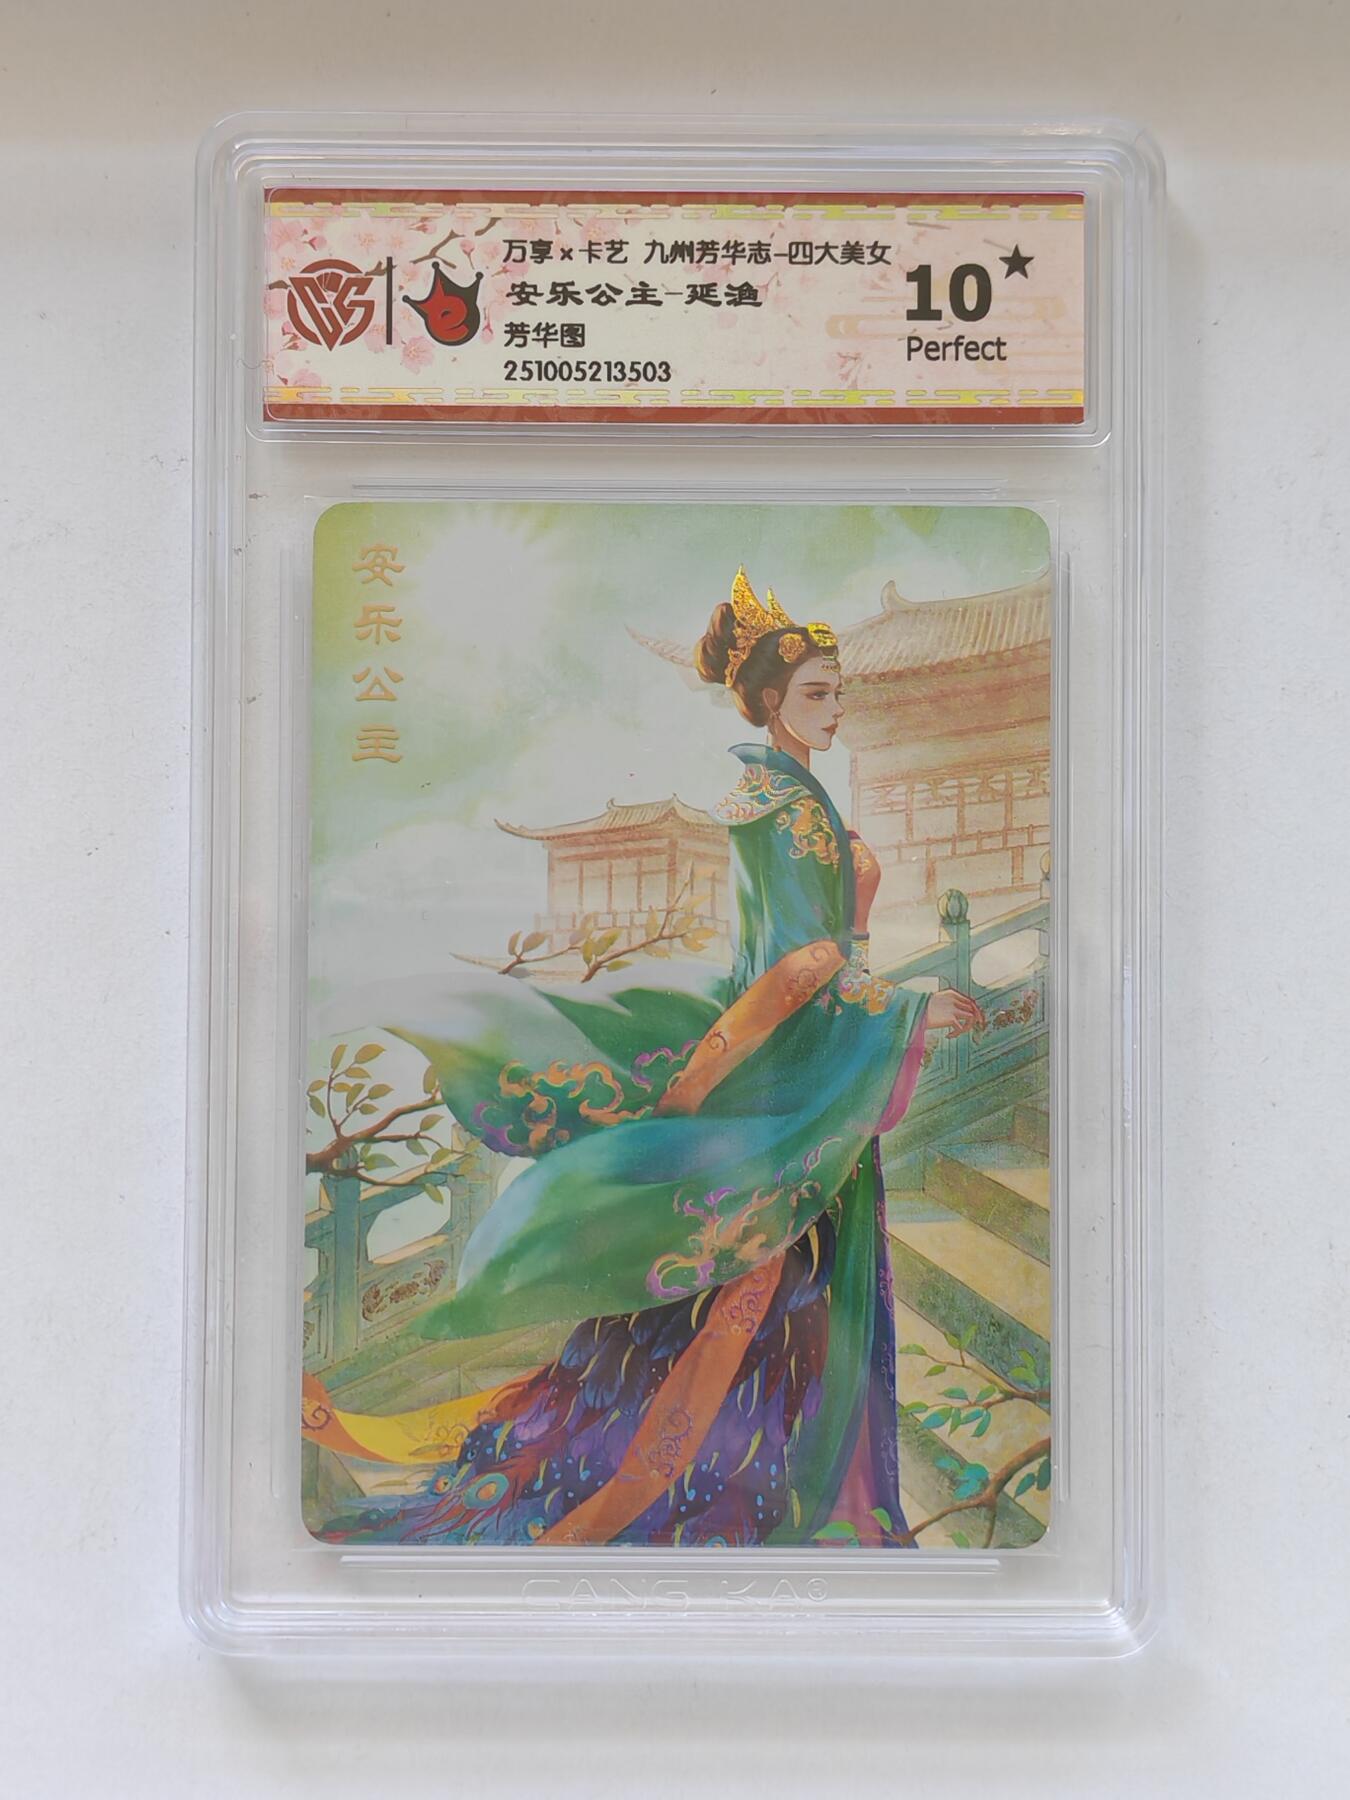 万享×卡艺 九州芳华志-四大美女
安乐公主-延渔
芳华图
251005213503
10★
Perfect
安乐公主
CANG KA®